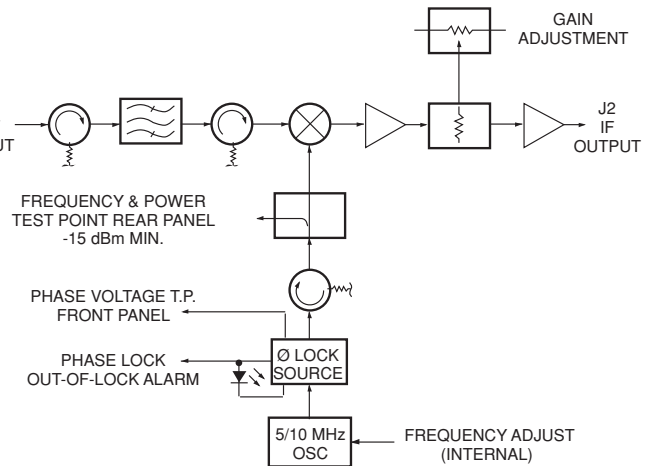 GAIN
ADJUSTMENT
J2
IF
OUTPUT
FREQUENCY & POWER
TEST POINT REAR PANEL
-15 dBm MIN.
PHASE VOLTAGE T.P.
FRONT PANEL
Ø LOCK
SOURCE
PHASE LOCK
OUT-OF-LOCK ALARM
5/10 MHz
OSC
FREQUENCY ADJUST
(INTERNAL)